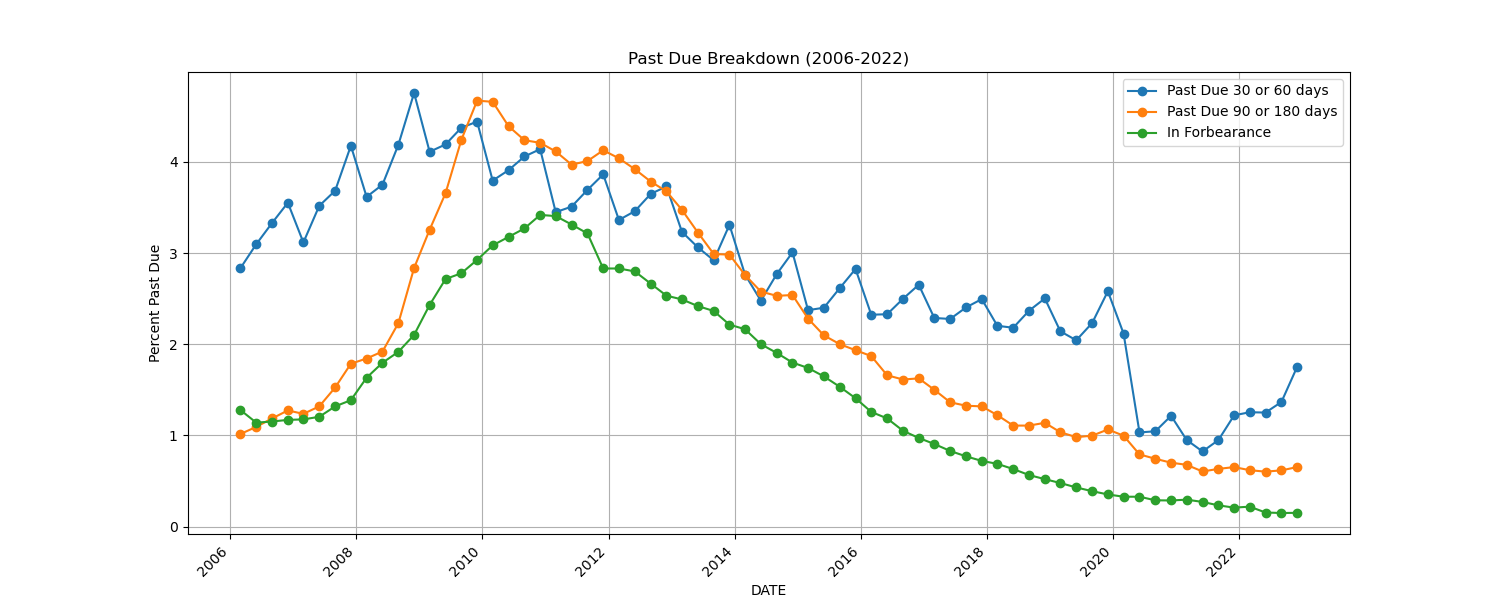 Past Due Breakdown (2006-2022)
Past Due 30 or 60 days
Past Due 90 or 180 days
In Forbearance
Percent Past Due
4
3
2
1
0
2006
2008
2010
2012
2014
2016
2018
2020
2022
DATE